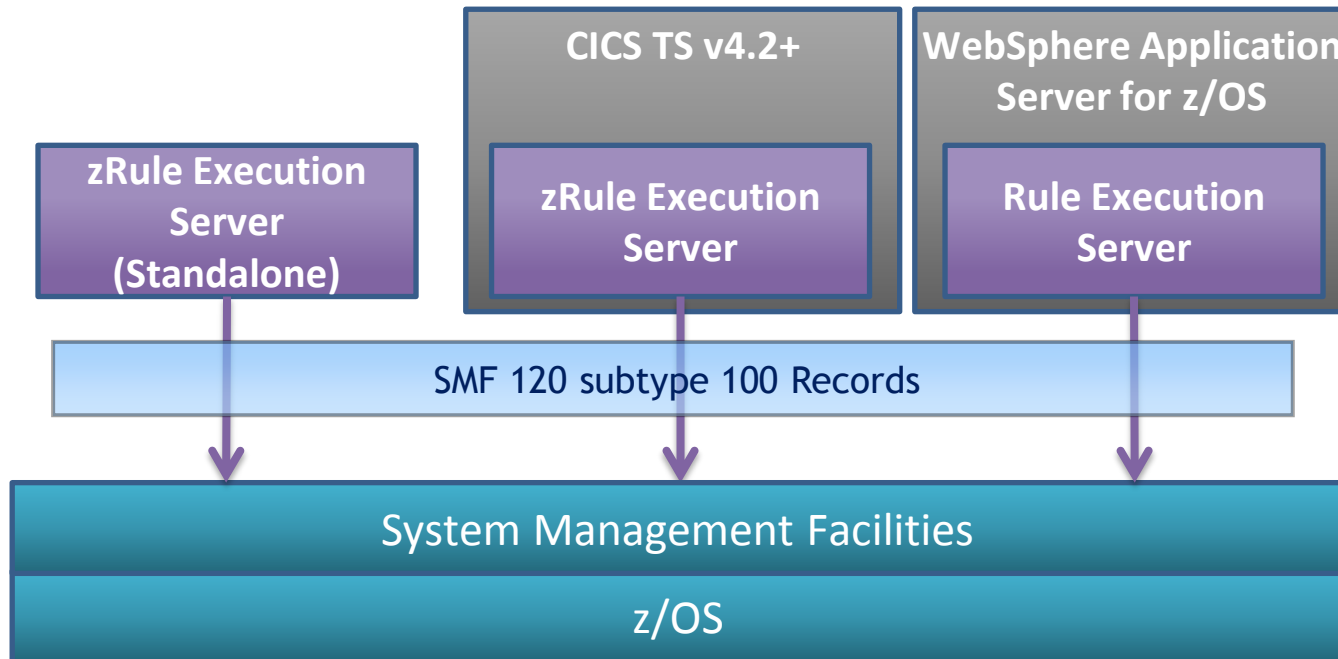 CICS TS v4.2+
WebSphere Application
Server for z/OS
zRule Execution
Server
(Standalone)
zRule Execution
Server
Rule Execution
Server
SMF 120 subtype 100 Records
System Management Facilities
z/OS